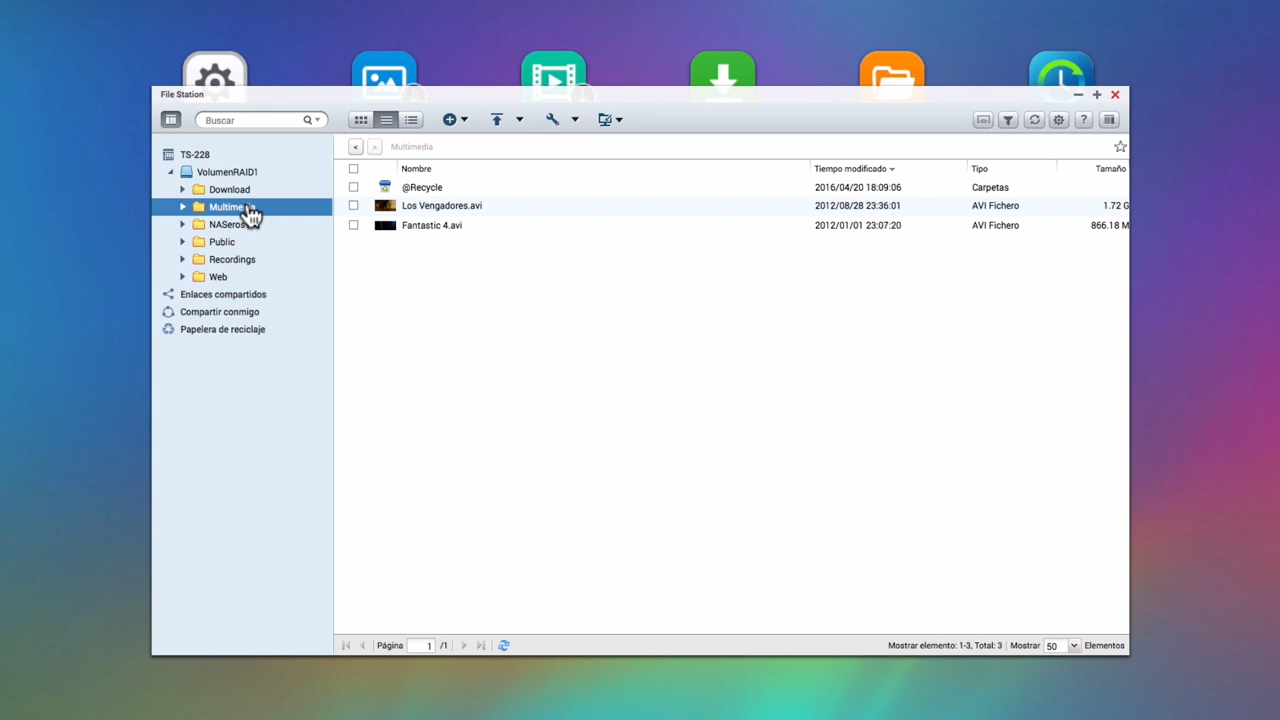 File Station
Buscar
TS-228
VolumenRAID1
Download
Multimedia
NASeros
Public
Recordings
Web
Enlaces compartidos
Compartir conmigo
Papelera de reciclaje
Multimedia
Nombre Tiempo modificado Tipo Tamaño
@Recycle 2016/04/20 18:09:06 Carpetas
Los Vengadores.avi 2012/08/28 23:36:01 AVI Fichero 1.72 G
Fantastic 4.avi 2012/01/01 23:07:20 AVI Fichero 866.18 M
Página 1 /1 Mostrar elemento: 1-3, Total: 3 Mostrar 50 Elementos